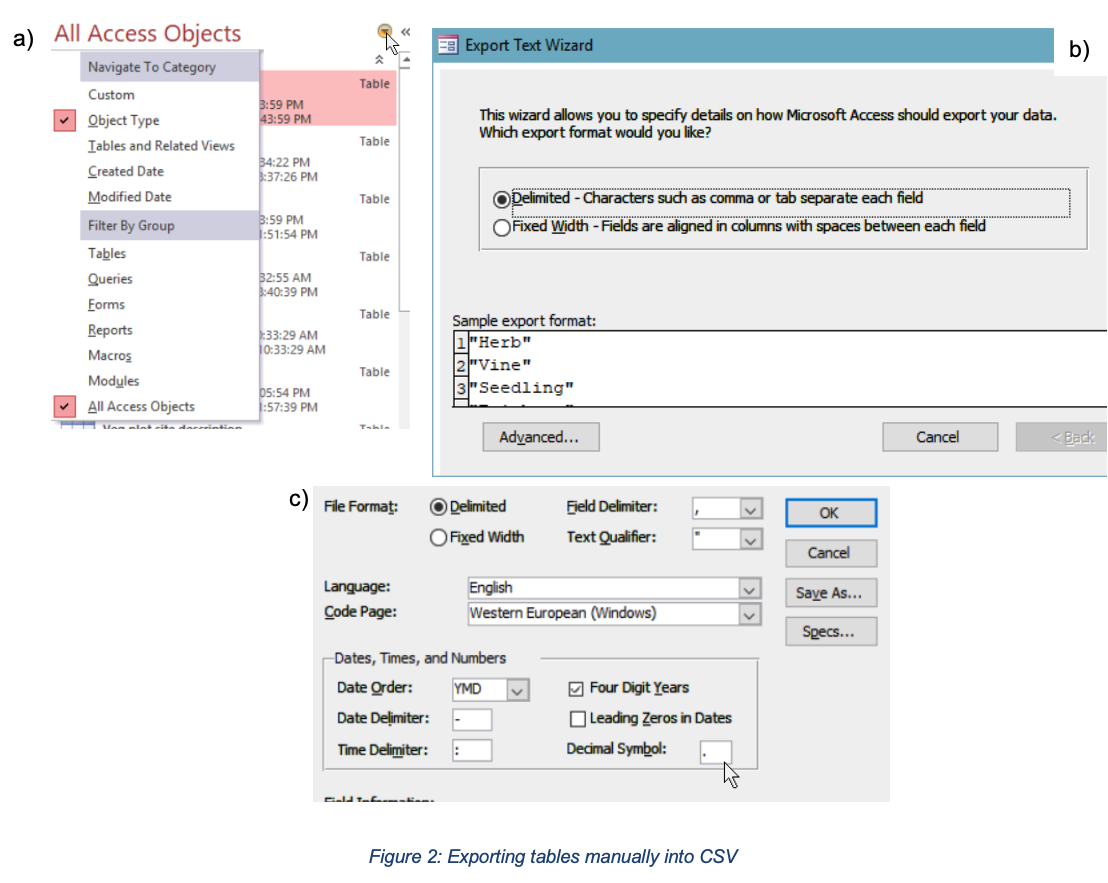 a)
All Access Objects
«
Navigate To Category
Custom
Object Type
Tables and Related Views
Created Date
Modified Date
Filter By Group
Tables
Queries
Forms
Reports
Macros
Modules
All Access Objects
Table
3:59 PM
43:59 PM
Table
34:22 PM
3:37:26 PM
Table
3:59 PM
:51:54 PM
Table
32:55 AM
3:40:39 PM
Table
:33:29 AM
10:33:29 AM
Table
05:54 PM
:57:39 PM
Veg plot site description
Table
b)
Export Text Wizard
This wizard allows you to specify details on how Microsoft Access should export your data.
Which export format would you like?
Delimited - Characters such as comma or tab separate each field
Fixed Width - Fields are aligned in columns with spaces between each field
Sample export format:
1 "Herb"
2 "Vine"
3 "Seedling"
Advanced...
Cancel
< Back
c)
File Format: Delimited Field Delimiter: , OK
Fixed Width Text Qualifier: "
Cancel
Language: English Save As...
Code Page: Western European (Windows)
Specs...
Dates, Times, and Numbers
Date Order: YMD Four Digit Years
Date Delimiter: - Leading Zeros in Dates
Time Delimiter: : Decimal Symbol: .
Field Information:
Figure 2: Exporting tables manually into CSV